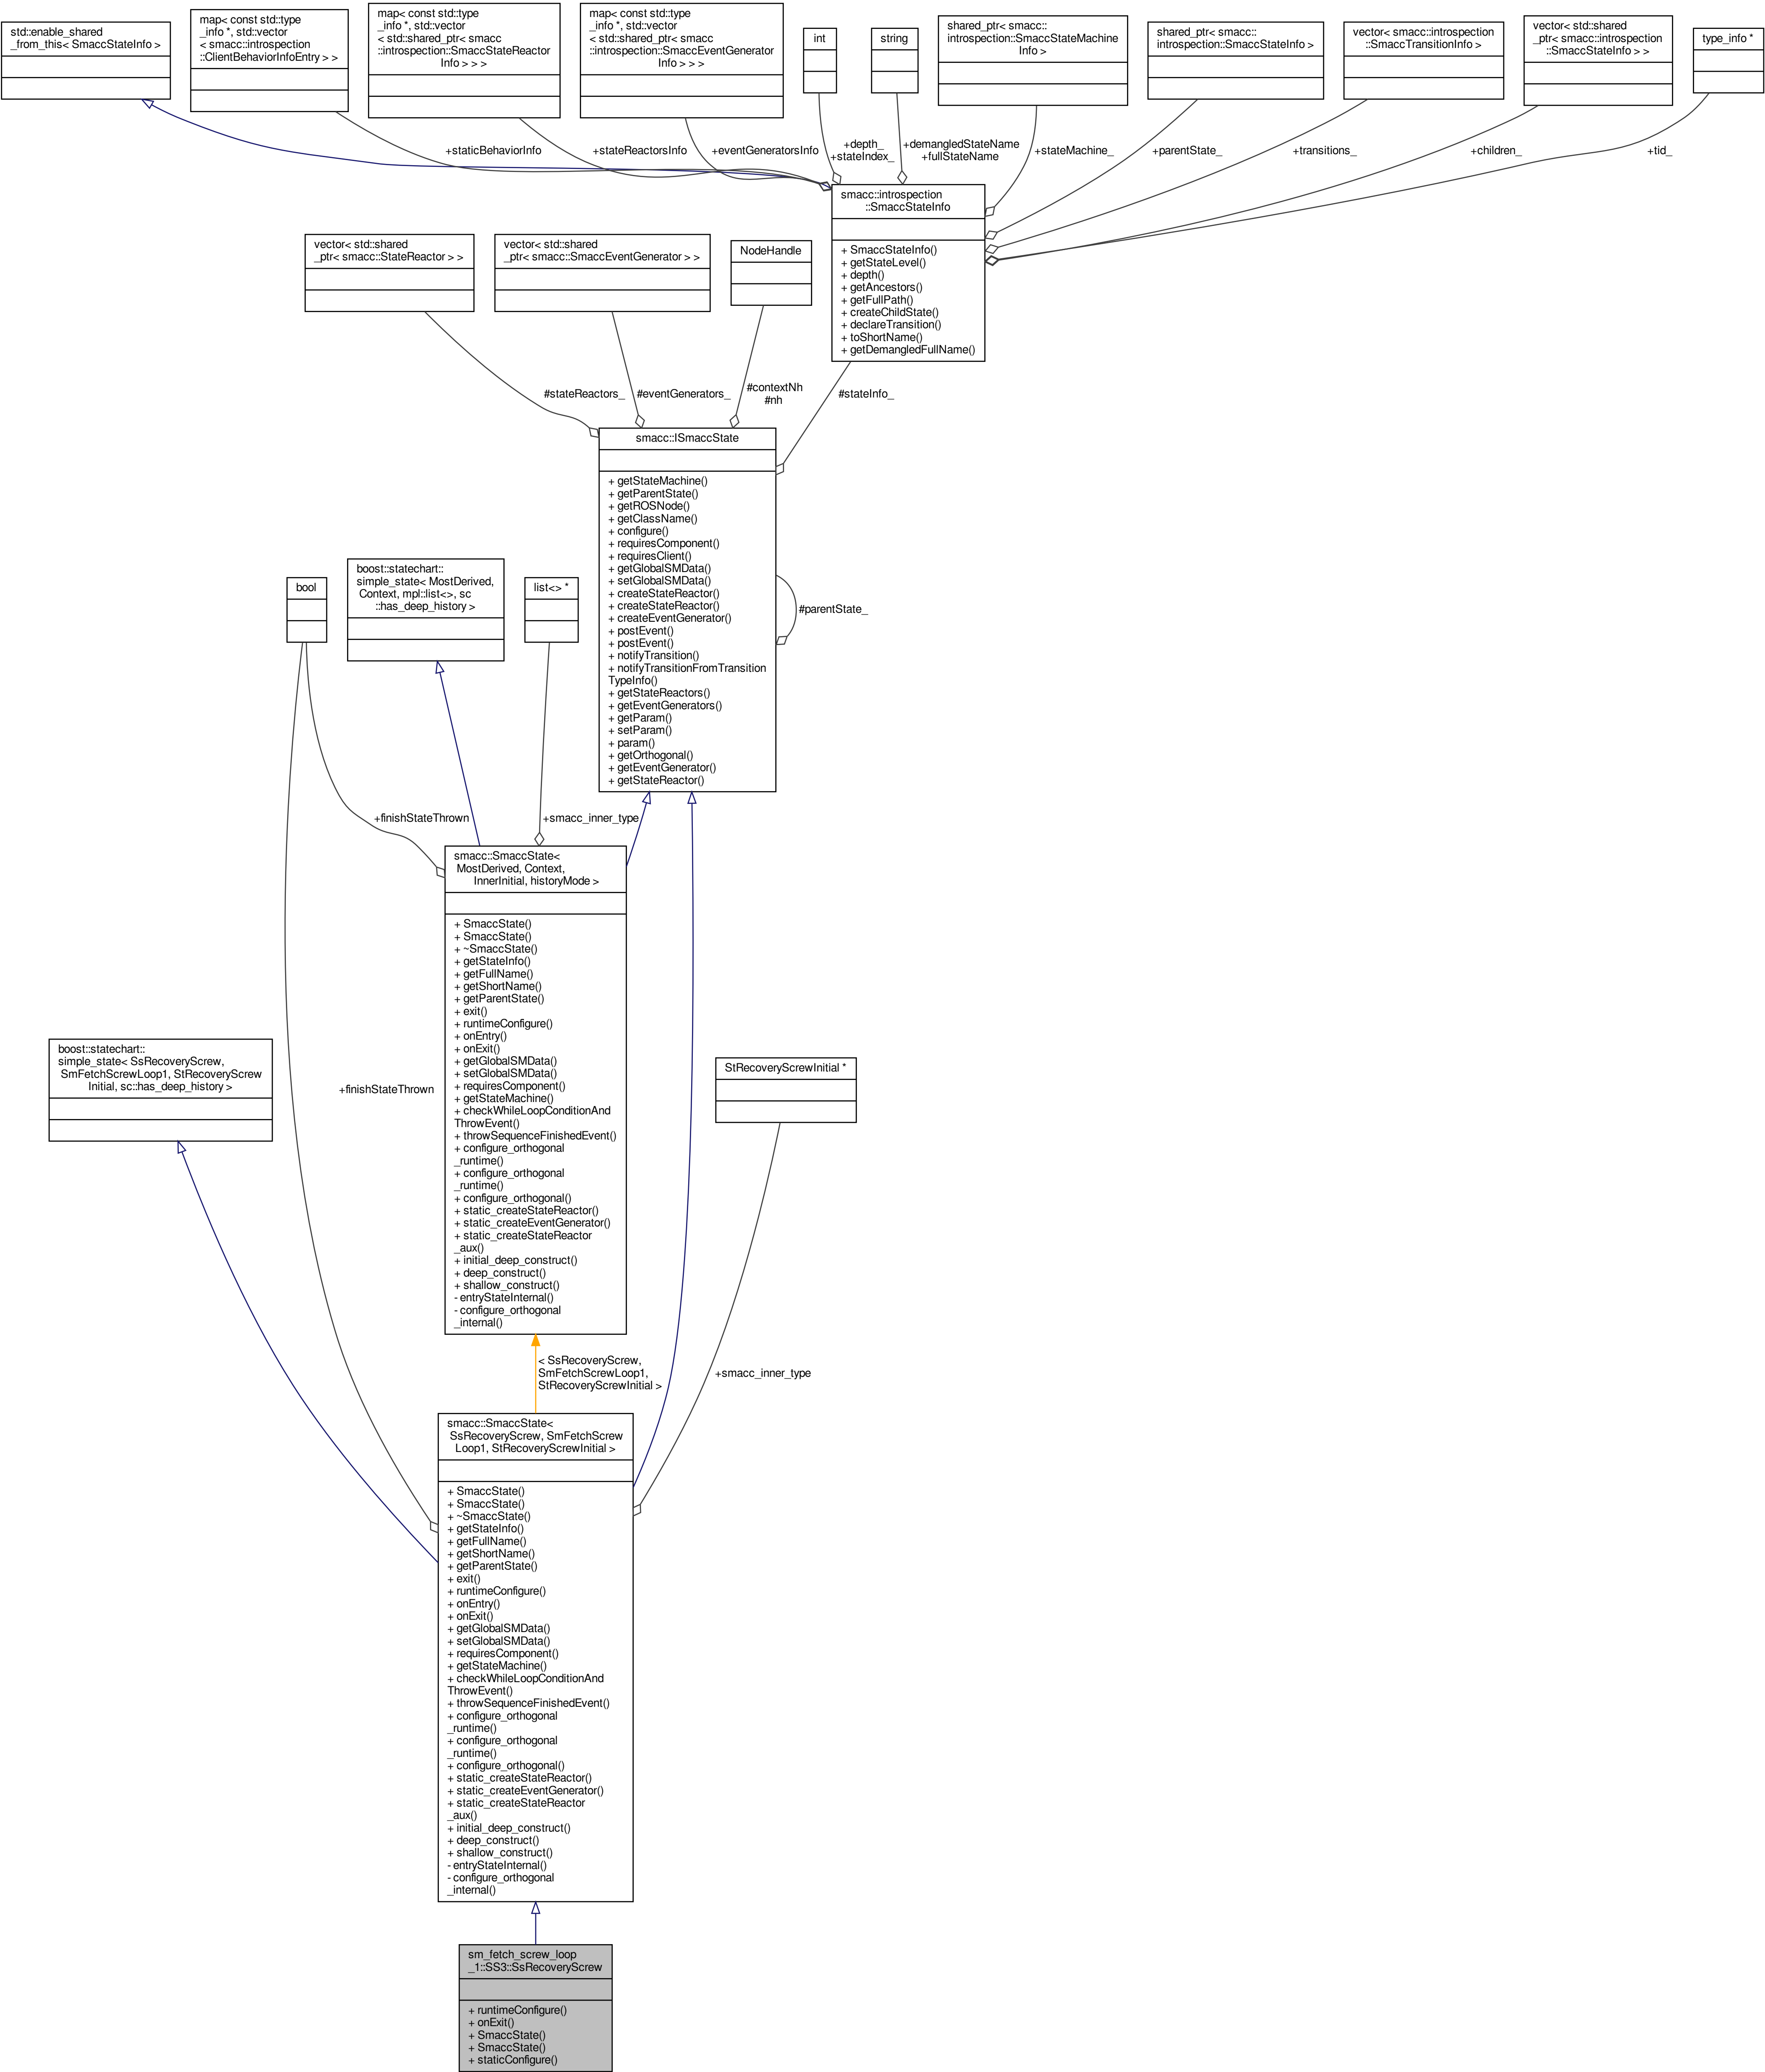 std::enable_shared
_from_this< SmaccStateInfo >
map< const std::type
_info *, std::vector
< smacc::introspection
::ClientBehaviorInfoEntry > >
map< const std::type
_info *, std::vector
< std::shared_ptr< smacc
::introspection::SmaccStateReactor
Info > > >
map< const std::type
_info *, std::vector
< std::shared_ptr< smacc
::introspection::SmaccEventGenerator
Info > > >
int
string
shared_ptr< smacc::
introspection::SmaccStateMachine
Info >
shared_ptr< smacc::
introspection::SmaccStateInfo >
vector< smacc::introspection
::SmaccTransitionInfo >
vector< std::shared
_ptr< smacc::introspection
::SmaccStateInfo > >
type_info *
+staticBehaviorInfo
+stateReactorsInfo
+eventGeneratorsInfo
+depth_
+stateIndex_
+demangledStateName
+fullStateName
+stateMachine_
+parentState_
+transitions_
+children_
+tid_
smacc::introspection
::SmaccStateInfo
+ SmaccStateInfo()
+ getStateLevel()
+ depth()
+ getAncestors()
+ getFullPath()
+ createChildState()
+ declareTransition()
+ toShortName()
+ getDemangledFullName()
vector< std::shared
_ptr< smacc::StateReactor > >
vector< std::shared
_ptr< smacc::SmaccEventGenerator > >
NodeHandle
#stateReactors_
#eventGenerators_
#contextNh
#nh
#stateInfo_
smacc::ISmaccState
+ getStateMachine()
+ getParentState()
+ getROSNode()
+ getClassName()
+ configure()
+ requiresComponent()
+ requiresClient()
+ getGlobalSMData()
+ setGlobalSMData()
+ createStateReactor()
+ createStateReactor()
+ createEventGenerator()
+ postEvent()
+ postEvent()
+ notifyTransition()
+ notifyTransitionFromTransition
TypeInfo()
+ getStateReactors()
+ getEventGenerators()
+ getParam()
+ setParam()
+ param()
+ getOrthogonal()
+ getEventGenerator()
+ getStateReactor()
#parentState_
bool
boost::statechart::
simple_state< MostDerived,
Context, mpl::list<>, sc
::has_deep_history >
list<> *
+finishStateThrown
+smacc_inner_type
smacc::SmaccState<
MostDerived, Context,
InnerInitial, historyMode >
+ SmaccState()
+ SmaccState()
+ ~SmaccState()
+ getStateInfo()
+ getFullName()
+ getShortName()
+ getParentState()
+ exit()
+ runtimeConfigure()
+ onEntry()
+ onExit()
+ getGlobalSMData()
+ setGlobalSMData()
+ requiresComponent()
+ getStateMachine()
+ checkWhileLoopConditionAnd
ThrowEvent()
+ throwSequenceFinishedEvent()
+ configure_orthogonal
_runtime()
+ configure_orthogonal
_runtime()
+ configure_orthogonal()
+ static_createStateReactor()
+ static_createEventGenerator()
+ static_createStateReactor
_aux()
+ initial_deep_construct()
+ deep_construct()
+ shallow_construct()
- entryStateInternal()
- configure_orthogonal
_internal()
boost::statechart::
simple_state< SsRecoveryScrew,
SmFetchScrewLoop1, StRecoveryScrew
Initial, sc::has_deep_history >
+finishStateThrown
StRecoveryScrewInitial *
< SsRecoveryScrew,
SmFetchScrewLoop1,
StRecoveryScrewInitial >
+smacc_inner_type
smacc::SmaccState<
SsRecoveryScrew, SmFetchScrew
Loop1, StRecoveryScrewInitial >
+ SmaccState()
+ SmaccState()
+ ~SmaccState()
+ getStateInfo()
+ getFullName()
+ getShortName()
+ getParentState()
+ exit()
+ runtimeConfigure()
+ onEntry()
+ onExit()
+ getGlobalSMData()
+ setGlobalSMData()
+ requiresComponent()
+ getStateMachine()
+ checkWhileLoopConditionAnd
ThrowEvent()
+ throwSequenceFinishedEvent()
+ configure_orthogonal
_runtime()
+ configure_orthogonal
_runtime()
+ configure_orthogonal()
+ static_createStateReactor()
+ static_createEventGenerator()
+ static_createStateReactor
_aux()
+ initial_deep_construct()
+ deep_construct()
+ shallow_construct()
- entryStateInternal()
- configure_orthogonal
_internal()
sm_fetch_screw_loop
_1::SS3::SsRecoveryScrew
+ runtimeConfigure()
+ onExit()
+ SmaccState()
+ SmaccState()
+ staticConfigure()